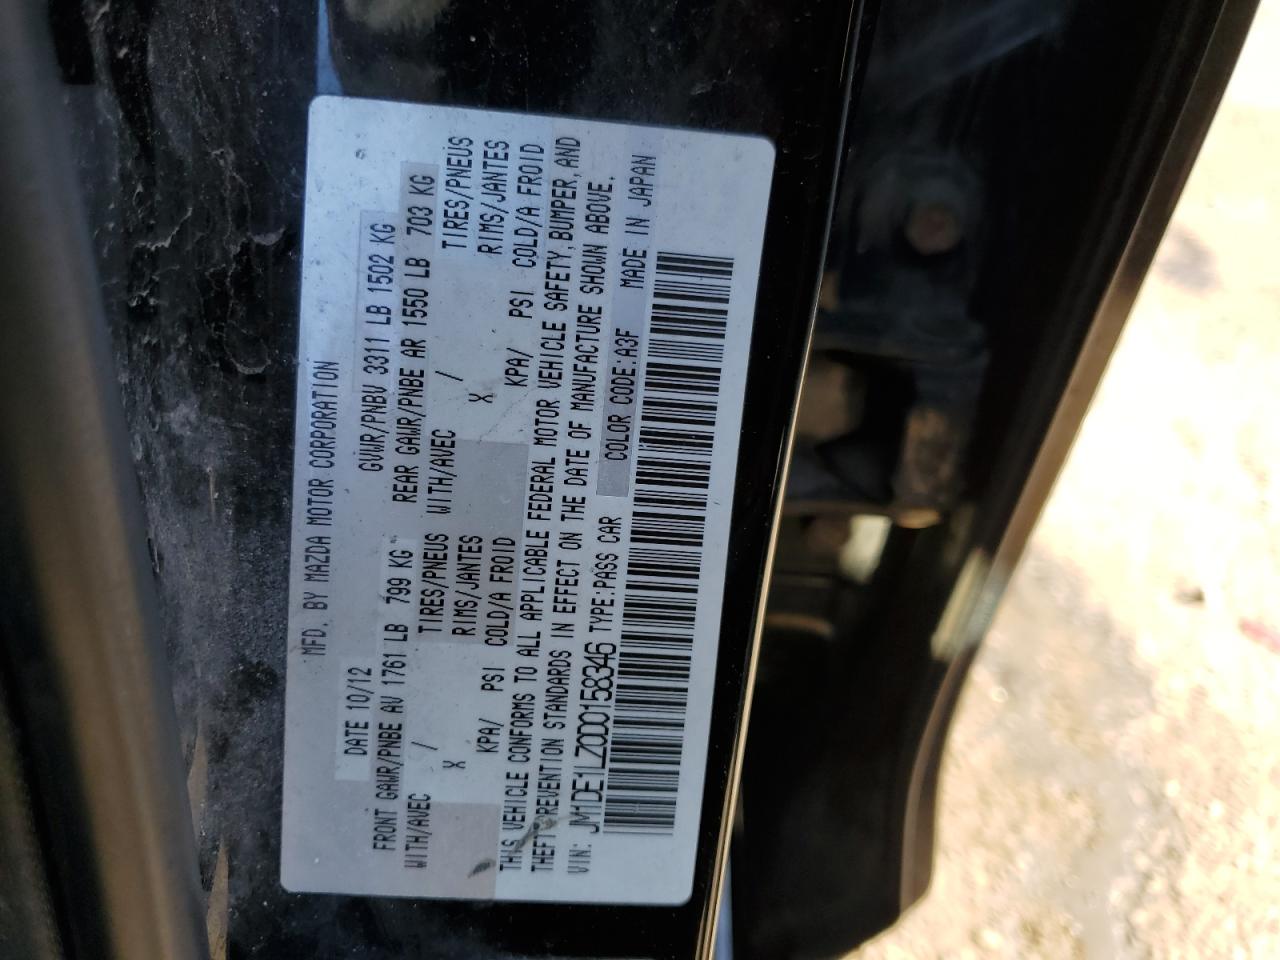 MFD. BY MAZDA MOTOR CORPORATION
DATE 10/12 GVWR/PNBV 3311 LB 1502 KG
FRONT GAWR/PNBE AV 1761 LB 799 KG REAR GAWR/PNBE AR 1550 LB 703 KG
WITH/AVEC / TIRES/PNEUS WITH/AVEC / TIRES/PNEUS
X RIMS/JANTES X RIMS/JANTES
KPA/ PSI COLD/A FROID KPA/ PSI COLD/A FROID
THIS VEHICLE CONFORMS TO ALL APPLICABLE FEDERAL MOTOR VEHICLE SAFETY, BUMPER, AND
THEFT PREVENTION STANDARDS IN EFFECT ON THE DATE OF MANUFACTURE SHOWN ABOVE.
VIN: JM1DE1LZ0D0158346 TYPE:PASS CAR COLOR CODE:A3F MADE IN JAPAN